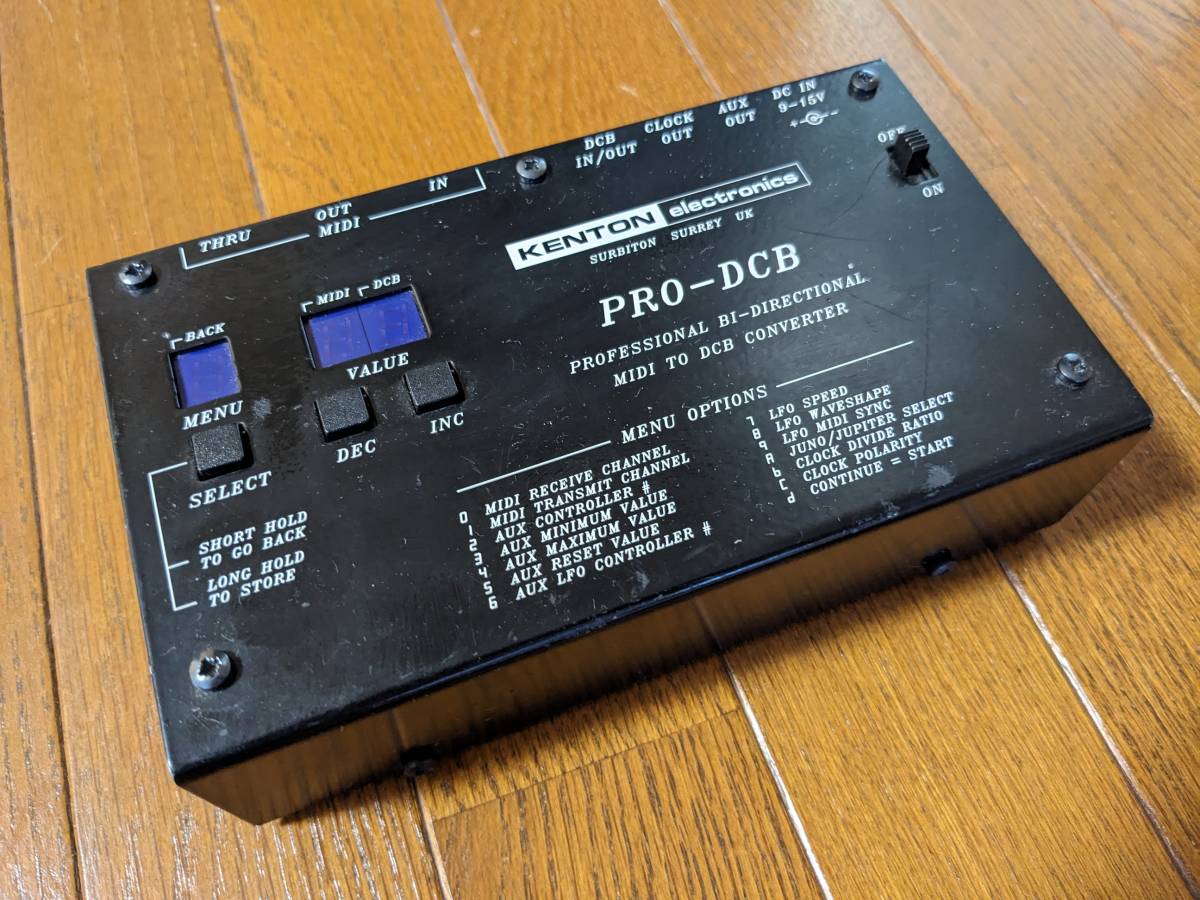 THRU
OUT
IN
MIDI
DCB
IN/OUT
CLOCK
OUT
AUX
OUT
DC IN
9-15V
+ -
OFF
ON
KENTON electronics
SURBITON SURREY UK
PRO-DCB
PROFESSIONAL BI-DIRECTIONAL
MIDI TO DCB CONVERTER
BACK
MENU
MIDI
DCB
VALUE
SELECT
DEC
INC
SHORT HOLD
TO GO BACK
LONG HOLD
TO STORE
MENU OPTIONS
0 MIDI RECEIVE CHANNEL
1 MIDI TRANSMIT CHANNEL
2 AUX CONTROLLER #
3 AUX MINIMUM VALUE
4 AUX MAXIMUM VALUE
5 AUX RESET VALUE
6 AUX LFO CONTROLLER #
7 LFO SPEED
8 LFO WAVESHAPE
9 LFO MIDI SYNC
A JUNO/JUPITER SELECT
b CLOCK DIVIDE RATIO
C CLOCK POLARITY
d CONTINUE = START